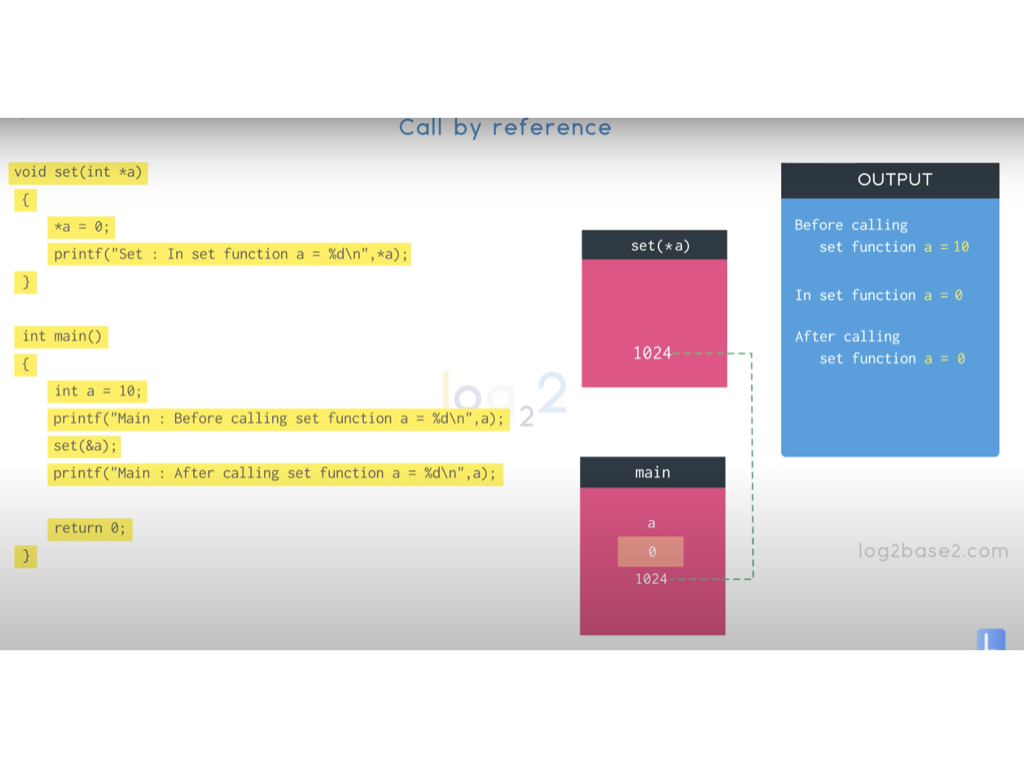 Call by reference
void set(int *a)
{
*a = 0;
printf("Set : In set function a = %d\n",*a);
}
int main()
{
int a = 10;
printf("Main : Before calling set function a = %d\n",a);
set(&a);
printf("Main : After calling set function a = %d\n",a);
return 0;
}
log₂2
set(*a)
1024
main
a
0
1024
OUTPUT
Before calling
set function a = 10
In set function a = 0
After calling
set function a = 0
log2base2.com